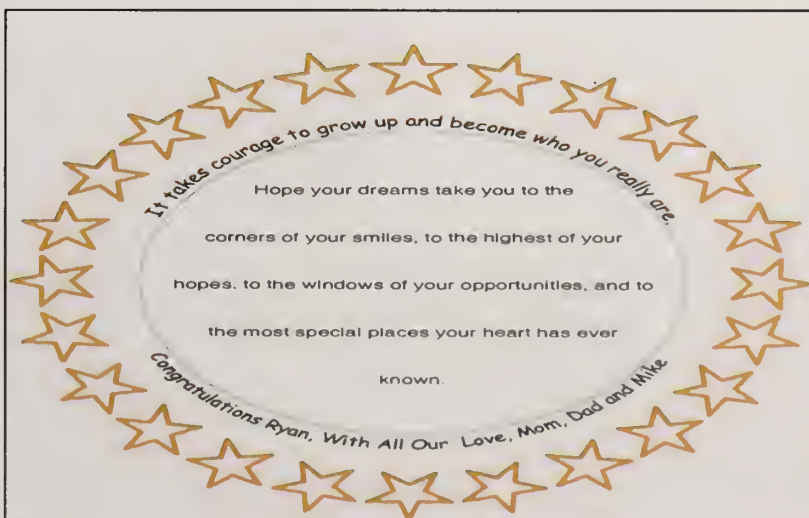 It takes courage to grow up and become who you really are.
Hope your dreams take you to the
corners of your smiles, to the highest of your
hopes, to the windows of your opportunities, and to
the most special places your heart has ever
known.
Congratulations Ryan, With All Our Love, Mom, Dad and Mike